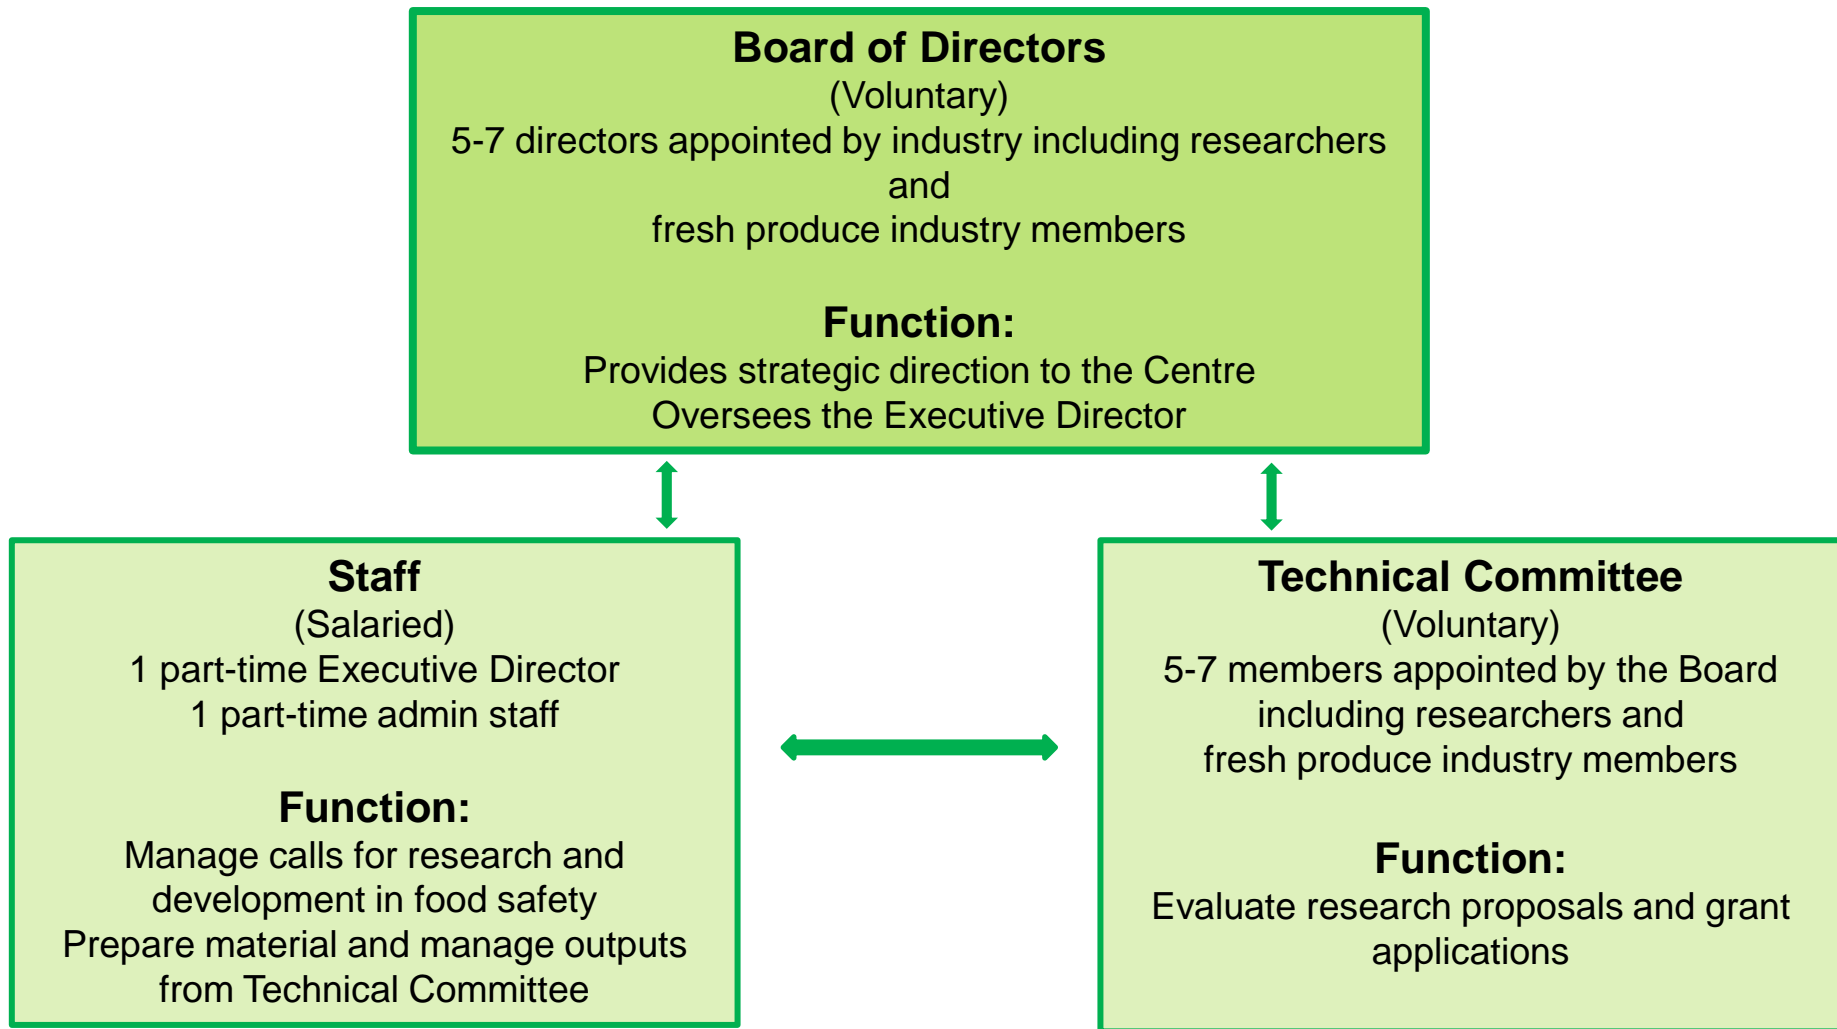 Board of Directors
(Voluntary)
5-7 directors appointed by industry including researchers
and
fresh produce industry members
Function:
Provides strategic direction to the Centre
Oversees the Executive Director
Staff
(Salaried)
1 part-time Executive Director
1 part-time admin staff
Function:
Manage calls for research and
development in food safety
Prepare material and manage outputs
from Technical Committee
Technical Committee
(Voluntary)
5-7 members appointed by the Board
including researchers and
fresh produce industry members
Function:
Evaluate research proposals and grant
applications